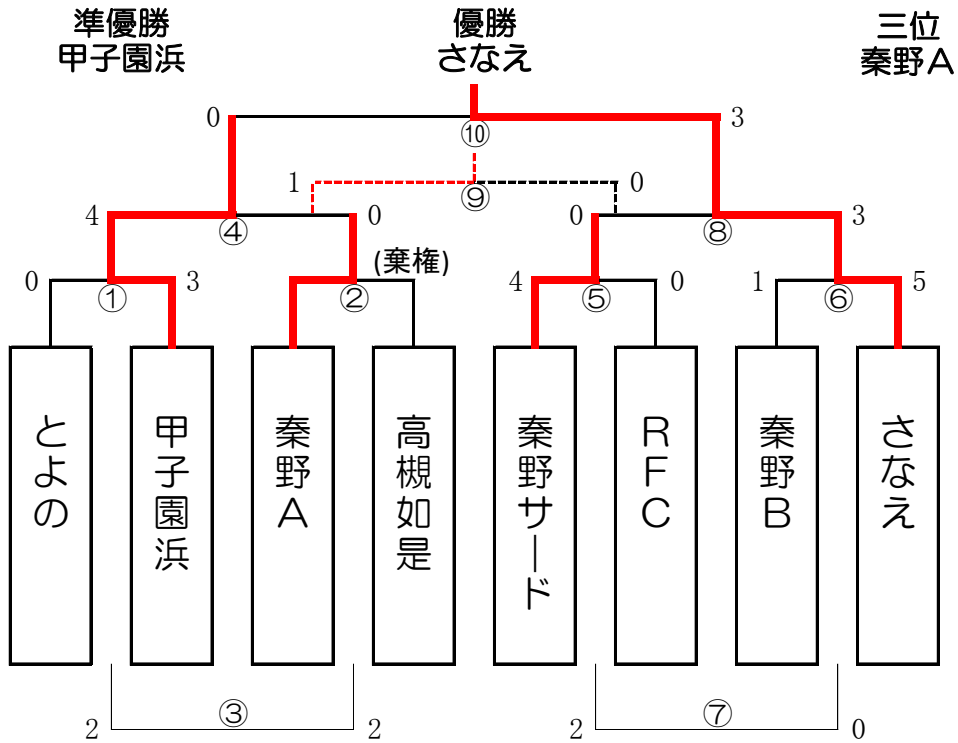 準優勝
甲子園浜
優勝
さなえ
三位
秦野A
0
⑩
3
1
⑨
0
4
④
0
0
⑧
3
(棄権)
0
①
3
②
4
⑤
0
1
⑥
5
とよの
甲子園浜
秦野A
高槻如是
秦野サード
RFC
秦野B
さなえ
2
③
2
2
⑦
0